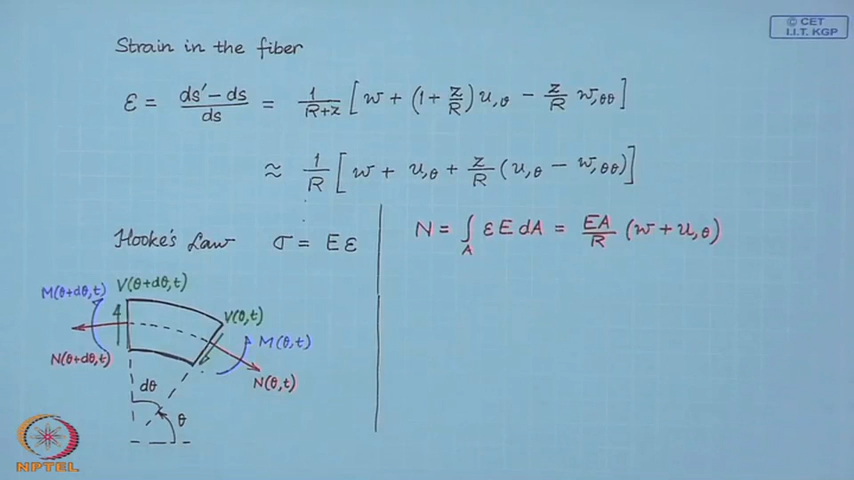 © CET
I.I.T. KGP
Strain in the fiber
ε = (ds' − ds)/ds = 1/(R+z) [w + (1 + z/R) u,θ − z/R w,θθ]
≈ 1/R [w + u,θ + z/R (u,θ − w,θθ)]
Hooke's Law σ = Eε
N = ∫_A ε E dA = EA/R (w + u,θ)
V(θ+dθ,t)
M(θ+dθ,t)
V(θ,t)
M(θ,t)
N(θ+dθ,t)
N(θ,t)
dθ
θ
NPTEL